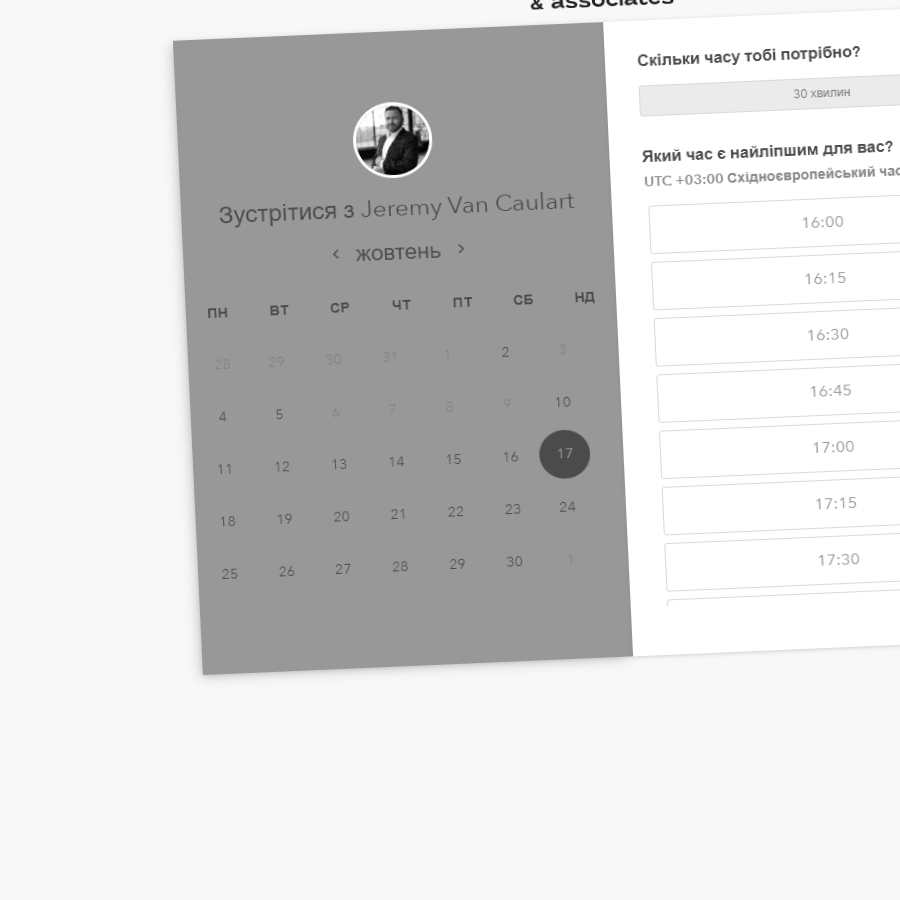 & associates
Зустрітися з Jeremy Van Caulart
жовтень
ПН ВТ СР ЧТ ПТ СБ НД
28 29 30 31 1 2 3
4 5 6 7 8 9 10
11 12 13 14 15 16 17
18 19 20 21 22 23 24
25 26 27 28 29 30 1
Скільки часу тобі потрібно?
30 хвилин
Який час є найліпшим для вас?
UTC +03:00 Східноєвропейський час
16:00
16:15
16:30
16:45
17:00
17:15
17:30